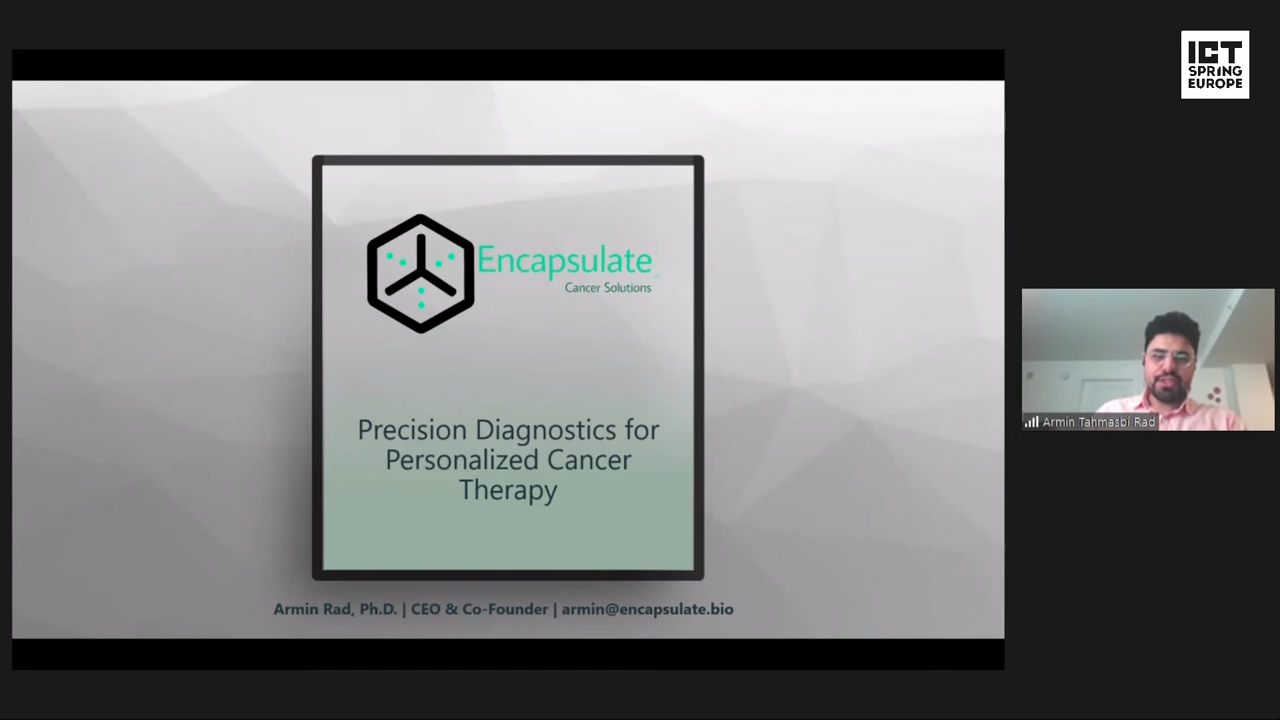 ICT
SPRING
EUROPE
Encapsulate
Cancer Solutions
Precision Diagnostics for
Personalized Cancer
Therapy
Armin Tahmasbi Rad
Armin Rad, Ph.D. | CEO & Co-Founder | armin@encapsulate.bio